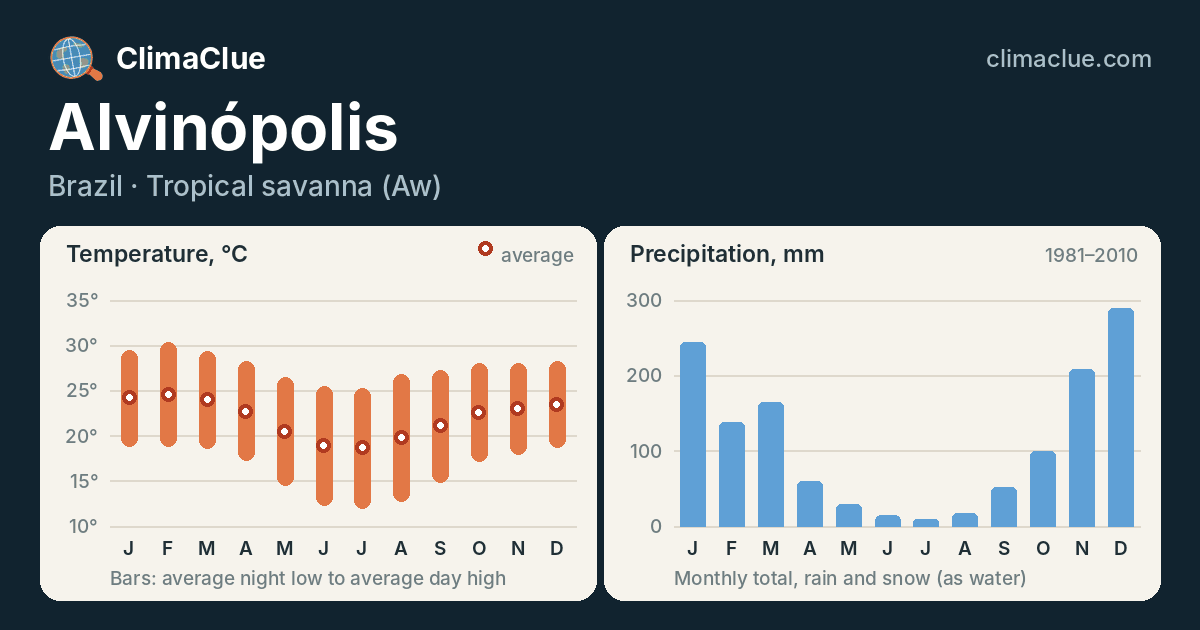 ClimaClue
climaclue.com
Alvinópolis
Brazil · Tropical savanna (Aw)
Temperature, °C
average
35°
30°
25°
20°
15°
10°
J F M A M J J A S O N D
Bars: average night low to average day high
Precipitation, mm
1981–2010
300
200
100
0
J F M A M J J A S O N D
Monthly total, rain and snow (as water)